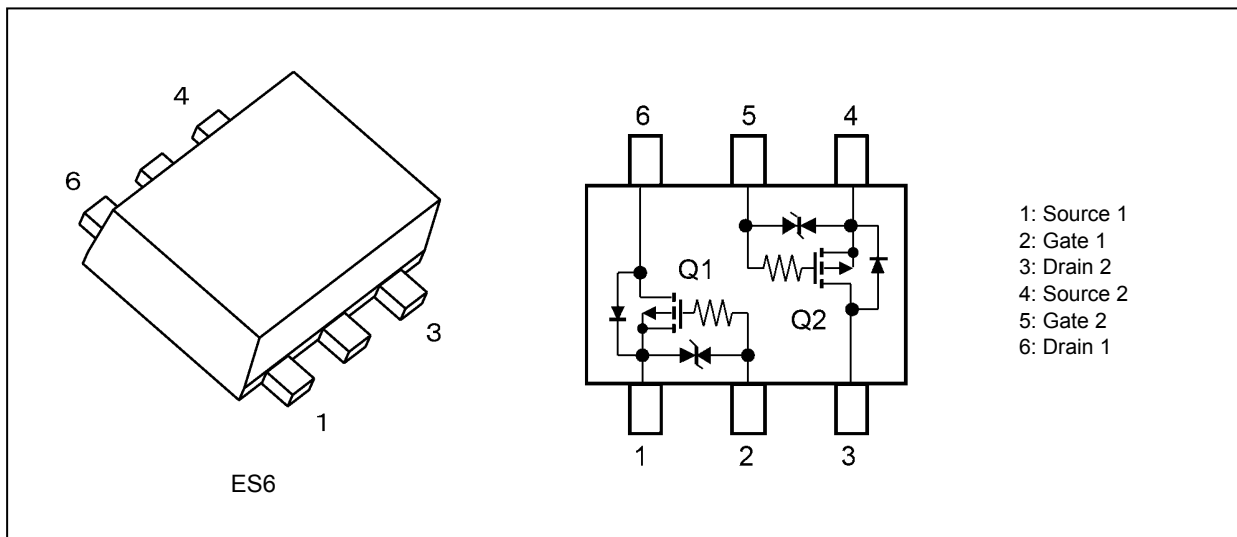 4
6
3
1
ES6
6 5 4
Q1
Q2
1 2 3
1: Source 1
2: Gate 1
3: Drain 2
4: Source 2
5: Gate 2
6: Drain 1